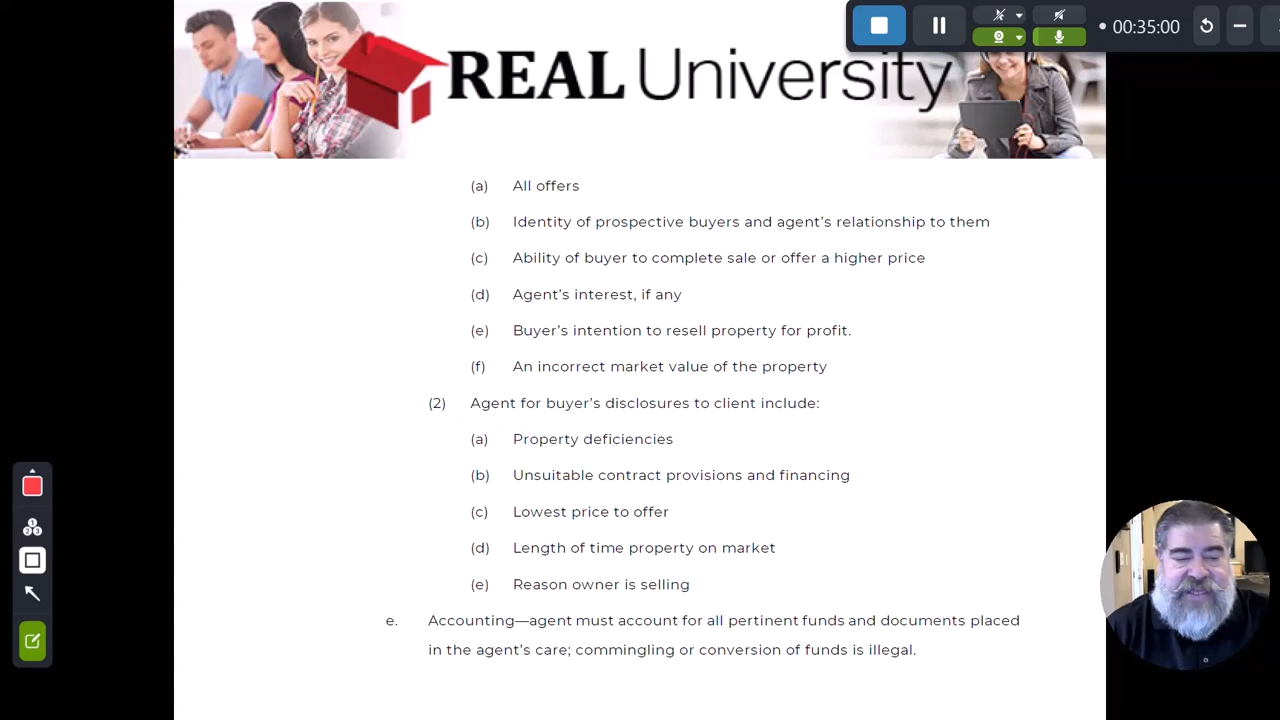 00:35:00
REAL University
(a) All offers
(b) Identity of prospective buyers and agent’s relationship to them
(c) Ability of buyer to complete sale or offer a higher price
(d) Agent’s interest, if any
(e) Buyer’s intention to resell property for profit.
(f) An incorrect market value of the property
(2) Agent for buyer’s disclosures to client include:
(a) Property deficiencies
(b) Unsuitable contract provisions and financing
(c) Lowest price to offer
(d) Length of time property on market
(e) Reason owner is selling
e. Accounting—agent must account for all pertinent funds and documents placed
in the agent’s care; commingling or conversion of funds is illegal.